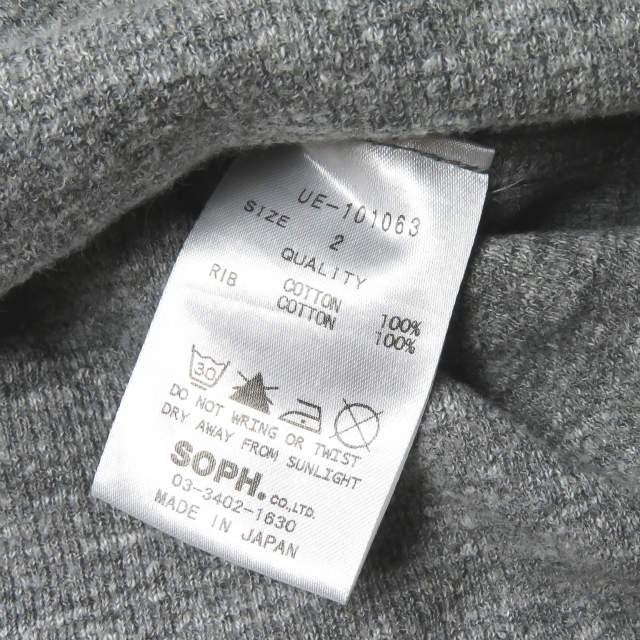 UE-101063
SIZE 2
QUALITY
COTTON 100%
RIB COTTON 100%
30
DO NOT WRING OR TWIST
DRY AWAY FROM SUNLIGHT
SOPH. CO.,LTD.
03-3402-1630
MADE IN JAPAN